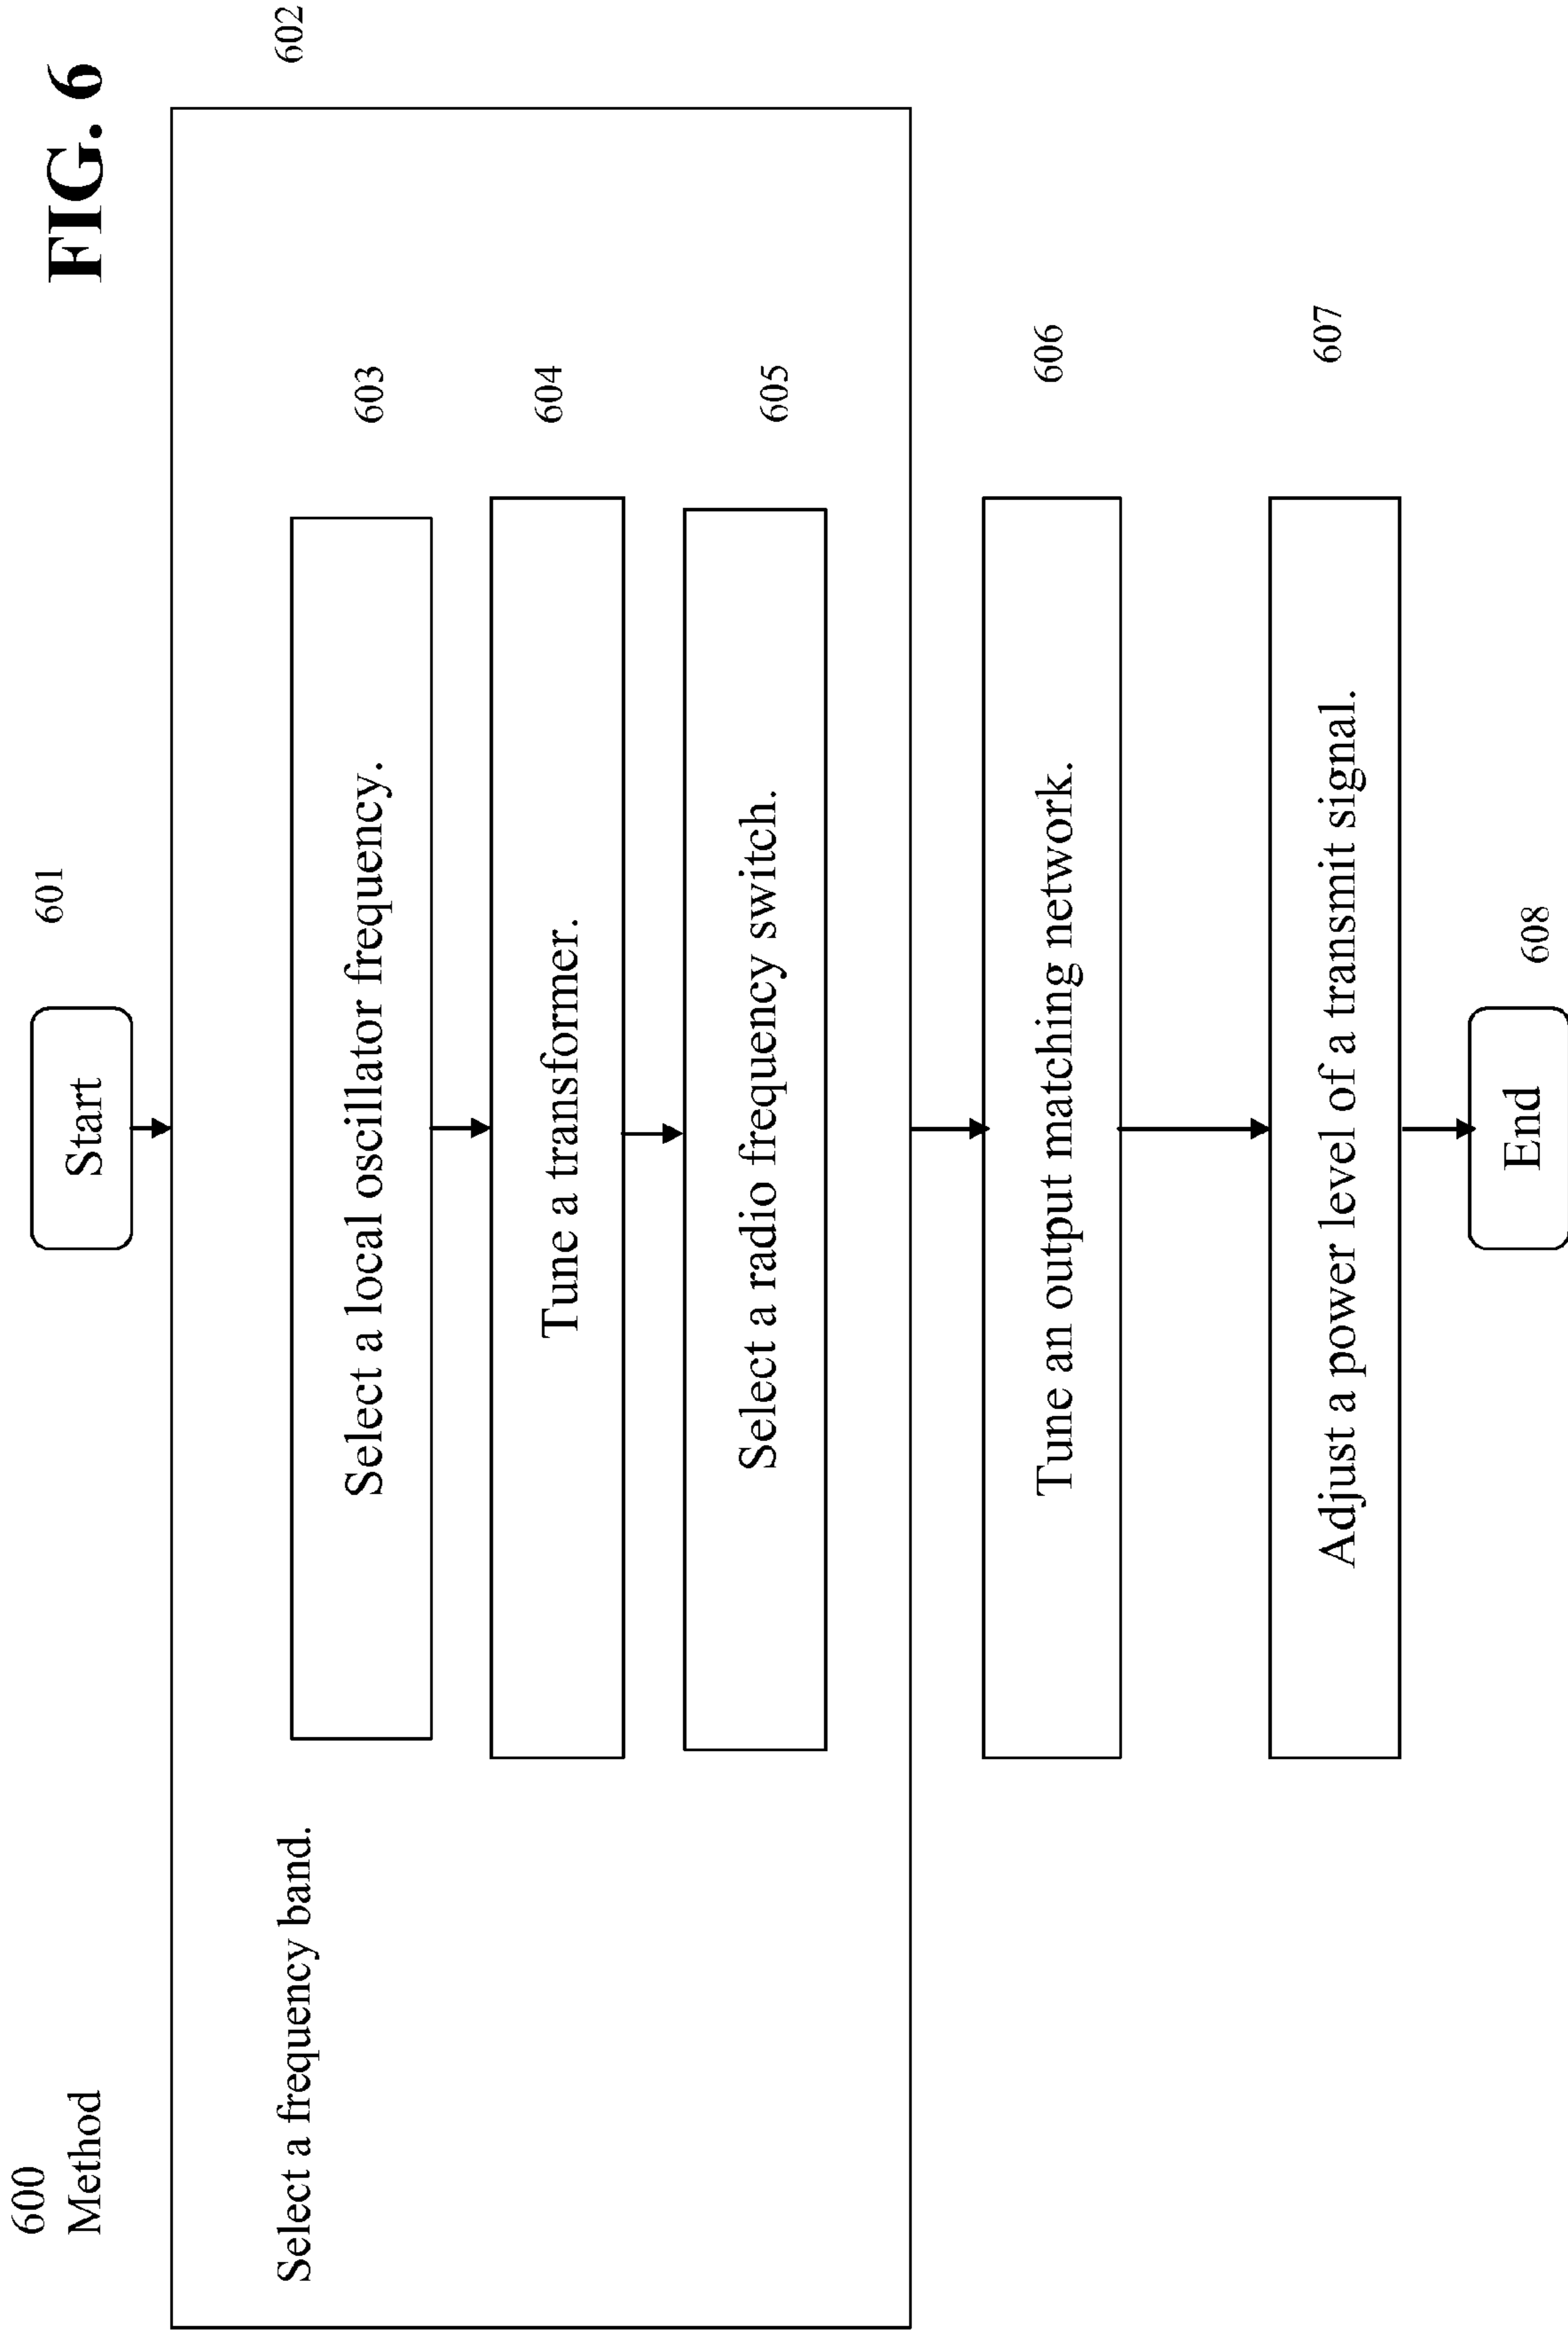 FIG. 6
600
Method
601
Start
602
Select a frequency band.
603
Select a local oscillator frequency.
604
Tune a transformer.
605
Select a radio frequency switch.
606
Tune an output matching network.
607
Adjust a power level of a transmit signal.
End
608